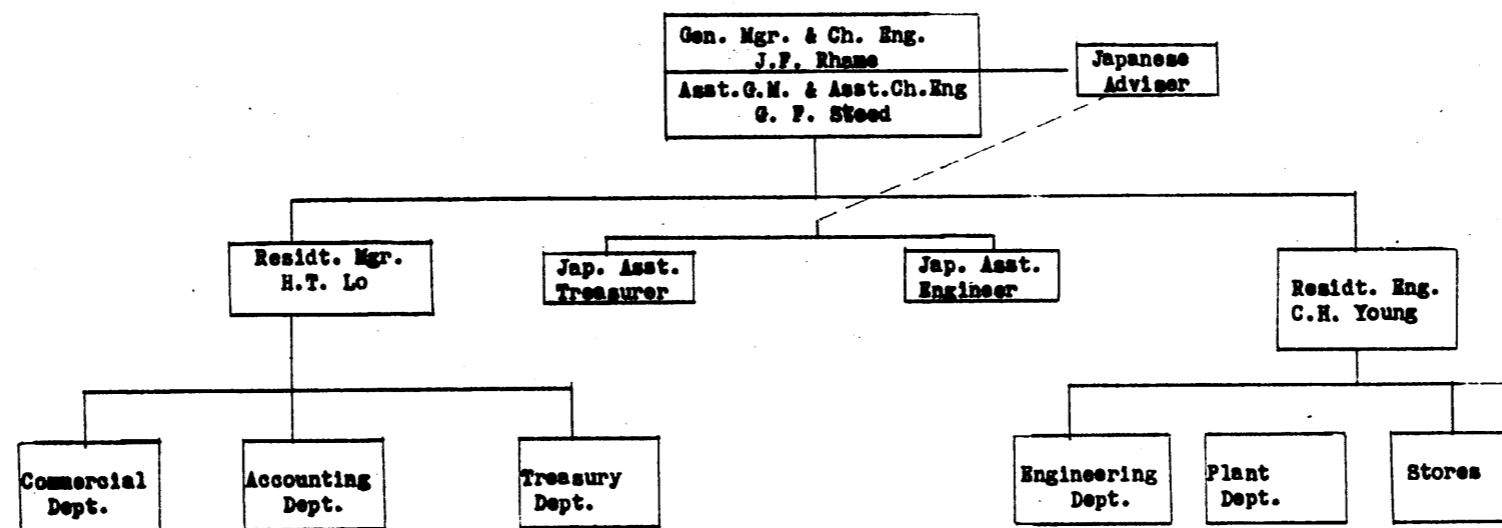 Gen. Mgr. & Ch. Eng.
J.F. Rhame
Asst.G.M. & Asst.Ch.Eng
G. F. Steed
Japanese
Adviser
Residt. Mgr.
H.T. Lo
Jap. Asst.
Treasurer
Jap. Asst.
Engineer
Residt. Eng.
C.H. Young
Commercial
Dept.
Accounting
Dept.
Treasury
Dept.
Engineering
Dept.
Plant
Dept.
Stores